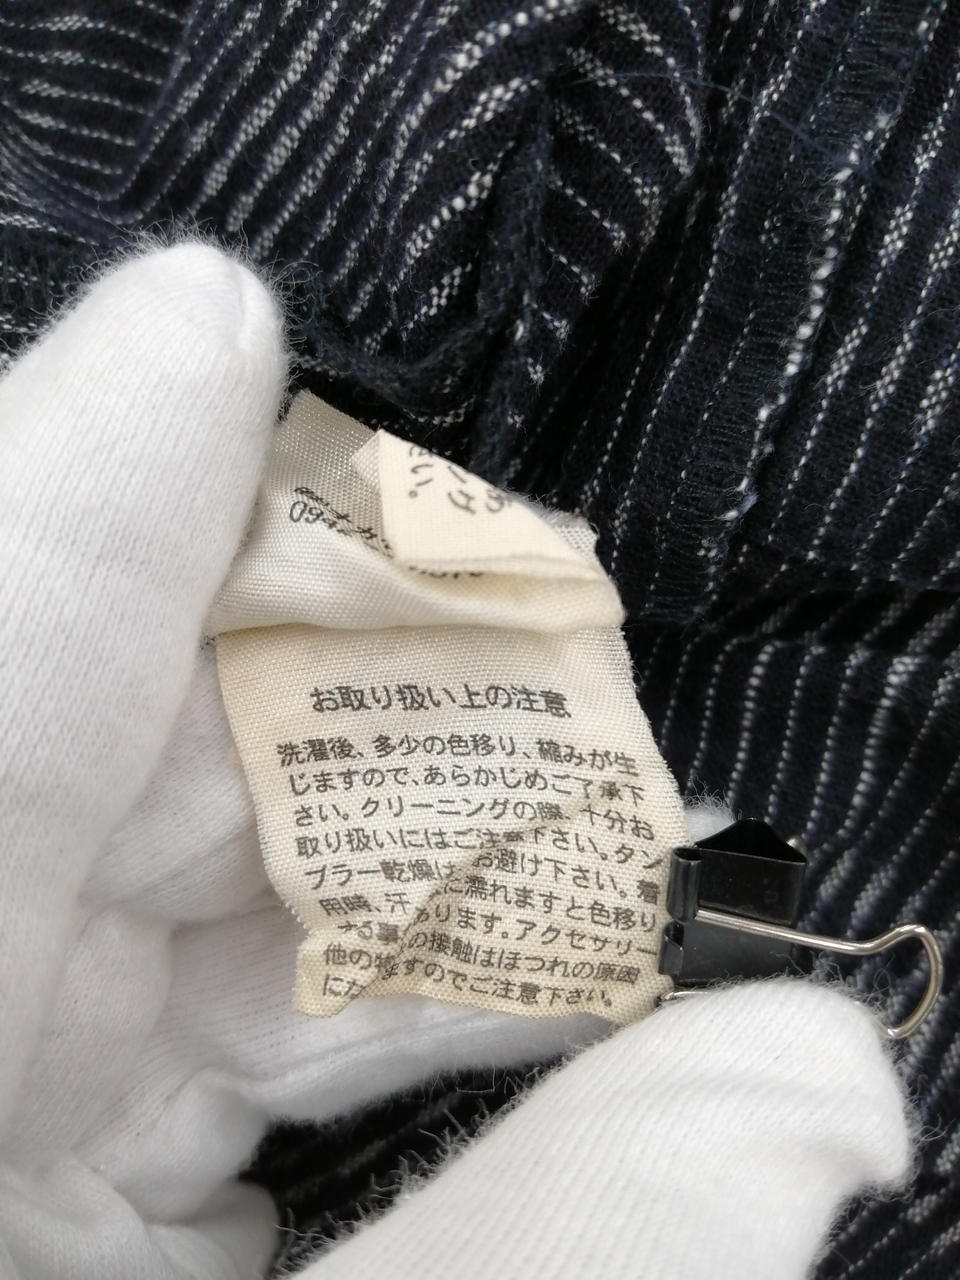 い。
ング
0942
お取り扱い上の注意
洗濯後、多少の色移り、縮みが生
じますので、あらかじめご了承下
さい。クリーニングの際、十分お
取り扱いにはご注意下さい。タン
ブラー乾燥はお避け下さい。着
用時、汗 に濡れますと色移り
する事 あります。アクセサリー
他の物 の接触はほつれの原因
にな ますのでご注意下さい。